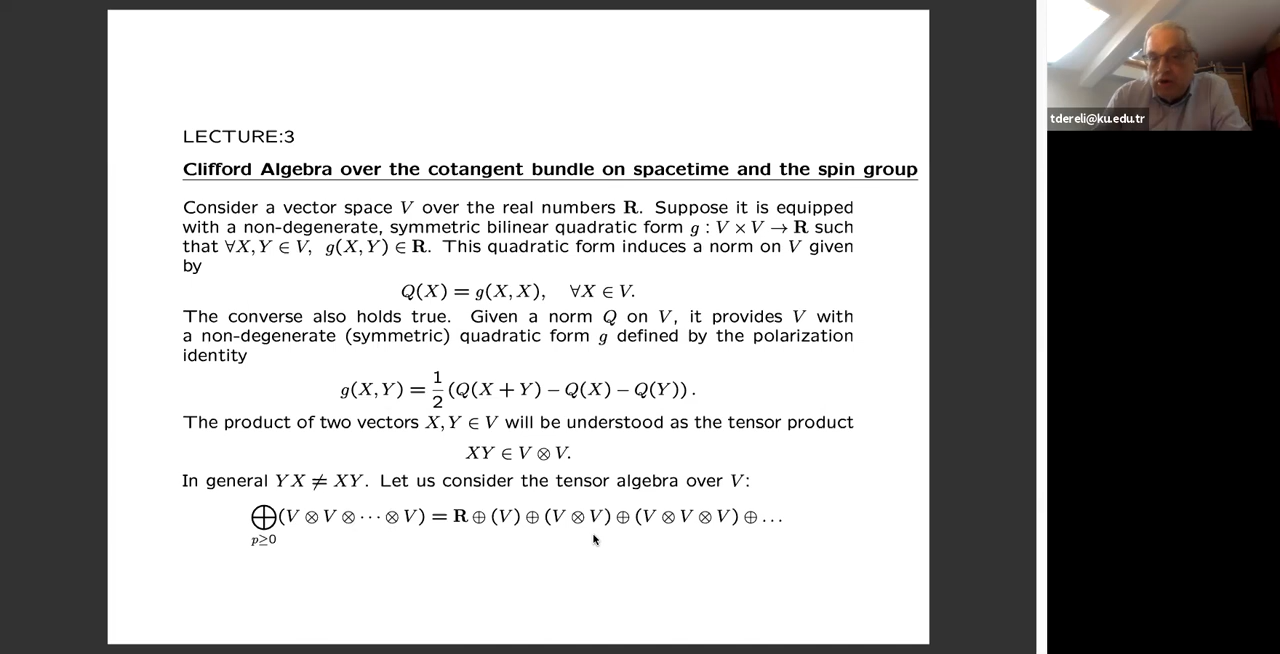 LECTURE:3
Clifford Algebra over the cotangent bundle on spacetime and the spin group
Consider a vector space V over the real numbers R. Suppose it is equipped
with a non-degenerate, symmetric bilinear quadratic form g : V × V → R such
that ∀X, Y ∈ V, g(X, Y) ∈ R. This quadratic form induces a norm on V given
by
Q(X) = g(X, X), ∀X ∈ V.
The converse also holds true. Given a norm Q on V, it provides V with
a non-degenerate (symmetric) quadratic form g defined by the polarization
identity
g(X, Y) = 1/2 (Q(X + Y) − Q(X) − Q(Y)) .
The product of two vectors X, Y ∈ V will be understood as the tensor product
XY ∈ V ⊗ V.
In general Y X ≠ XY. Let us consider the tensor algebra over V:
⨁(V ⊗ V ⊗ ··· ⊗ V) = R ⊕ (V) ⊕ (V ⊗ V) ⊕ (V ⊗ V ⊗ V) ⊕ ...
p≥0
tdereli@ku.edu.tr